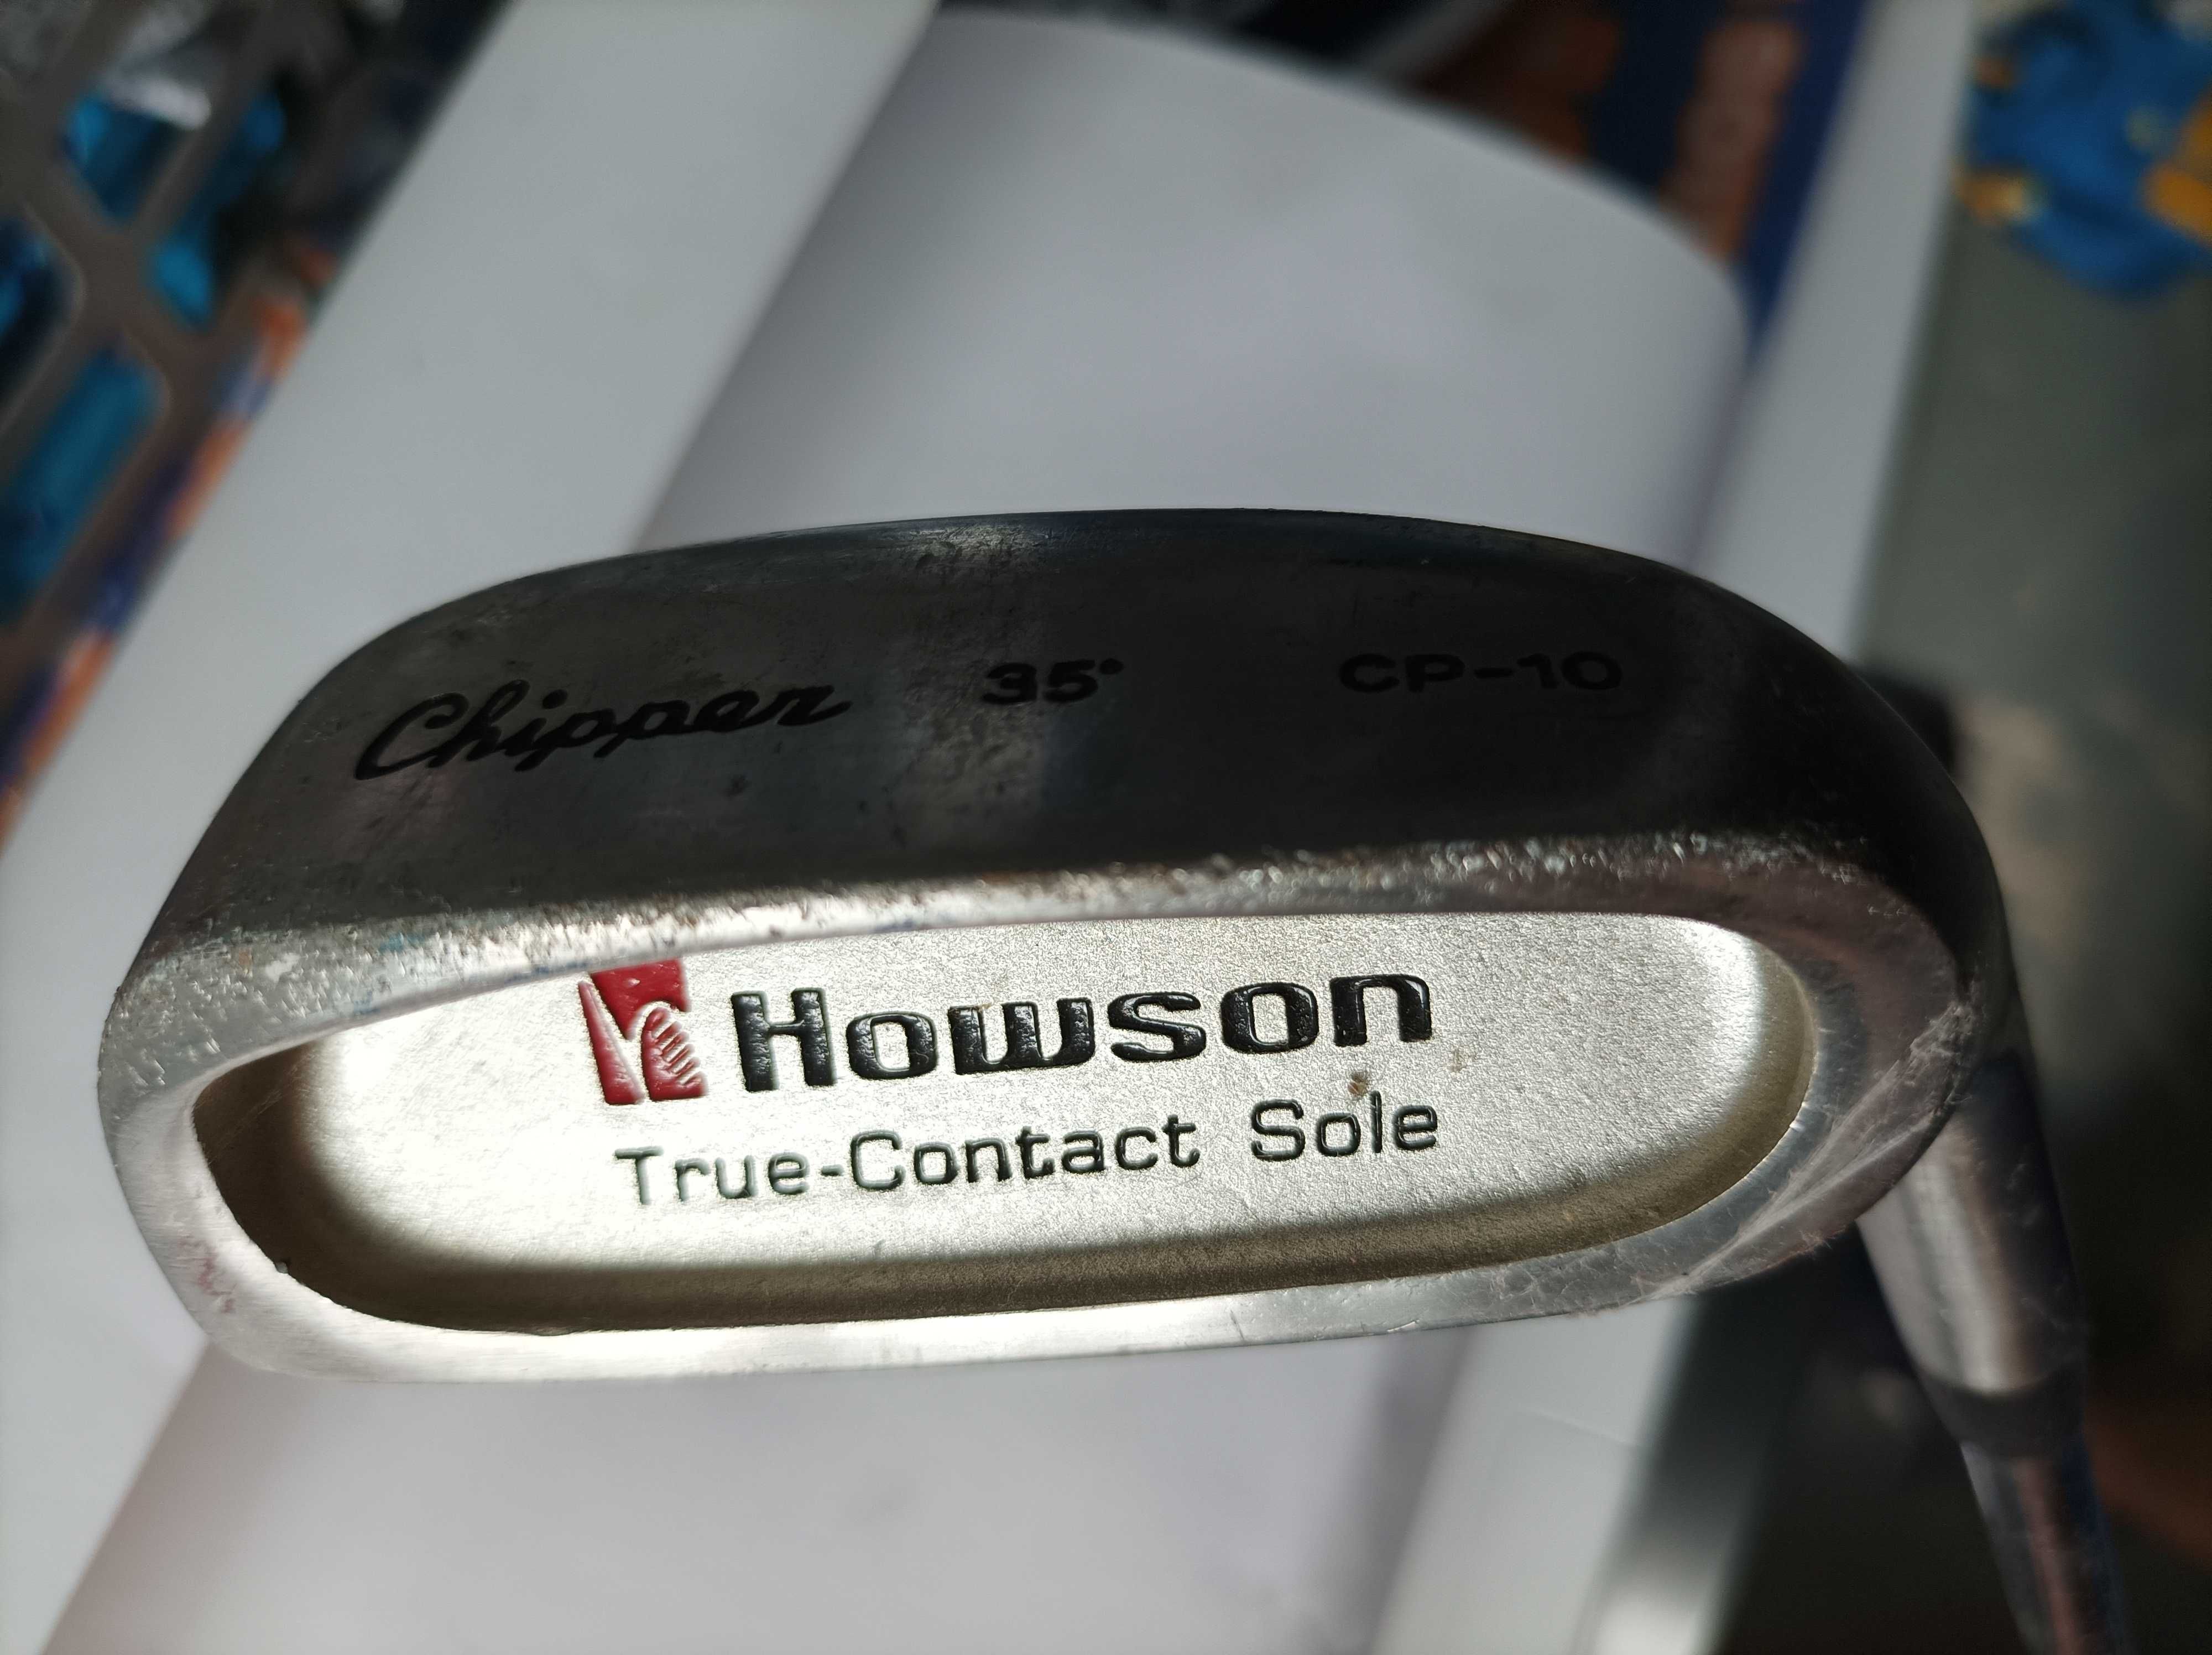 Chipper 35° CP-10
Howson
True-Contact Sole